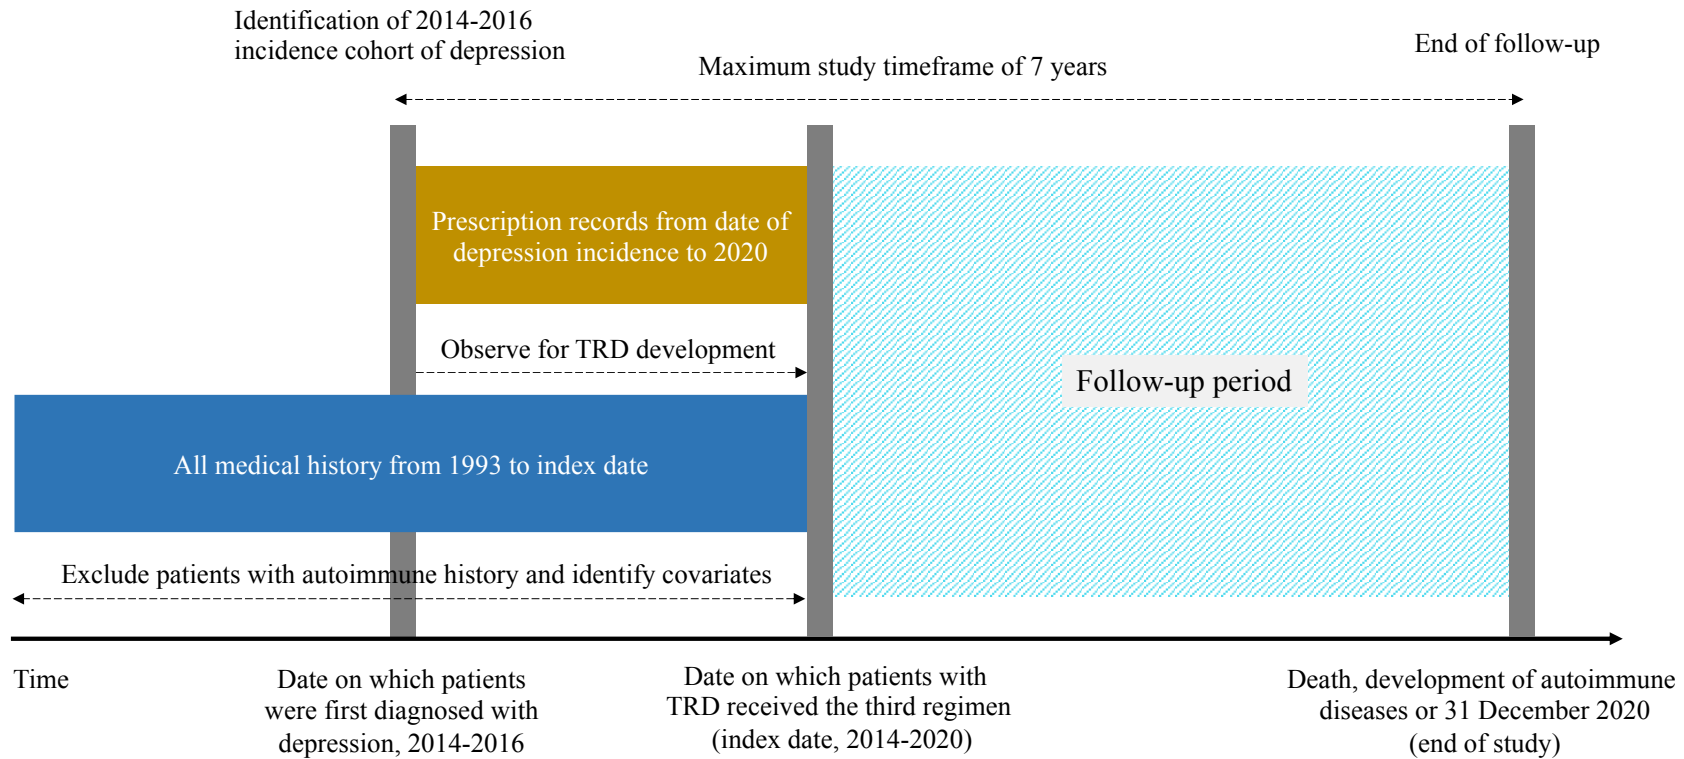 Identification of 2014-2016
incidence cohort of depression
Maximum study timeframe of 7 years
End of follow-up
Prescription records from date of
depression incidence to 2020
Observe for TRD development
Follow-up period
All medical history from 1993 to index date
Exclude patients with autoimmune history and identify covariates
Time
Date on which patients
were first diagnosed with
depression, 2014-2016
Date on which patients with
TRD received the third regimen
(index date, 2014-2020)
Death, development of autoimmune
diseases or 31 December 2020
(end of study)